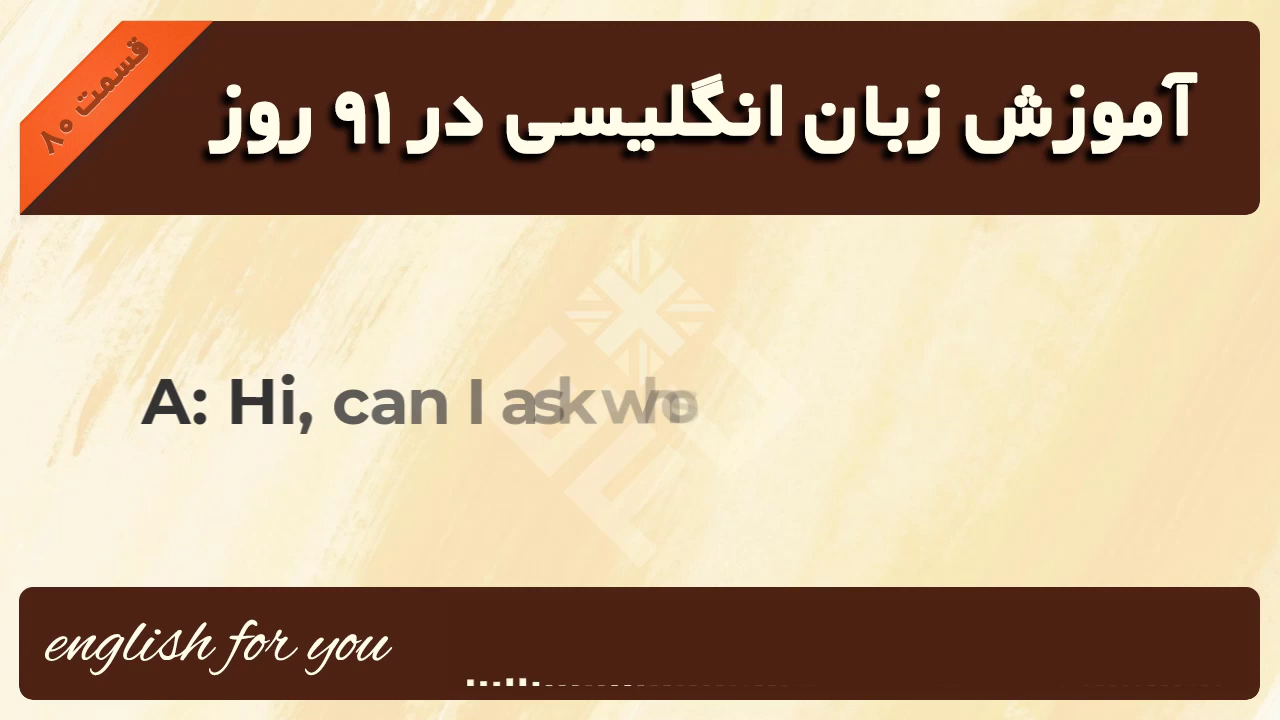 آموزش زبان انگلیسی در ۹۱ روز
قسمت ۸۰
A: Hi, can I ask
english for you